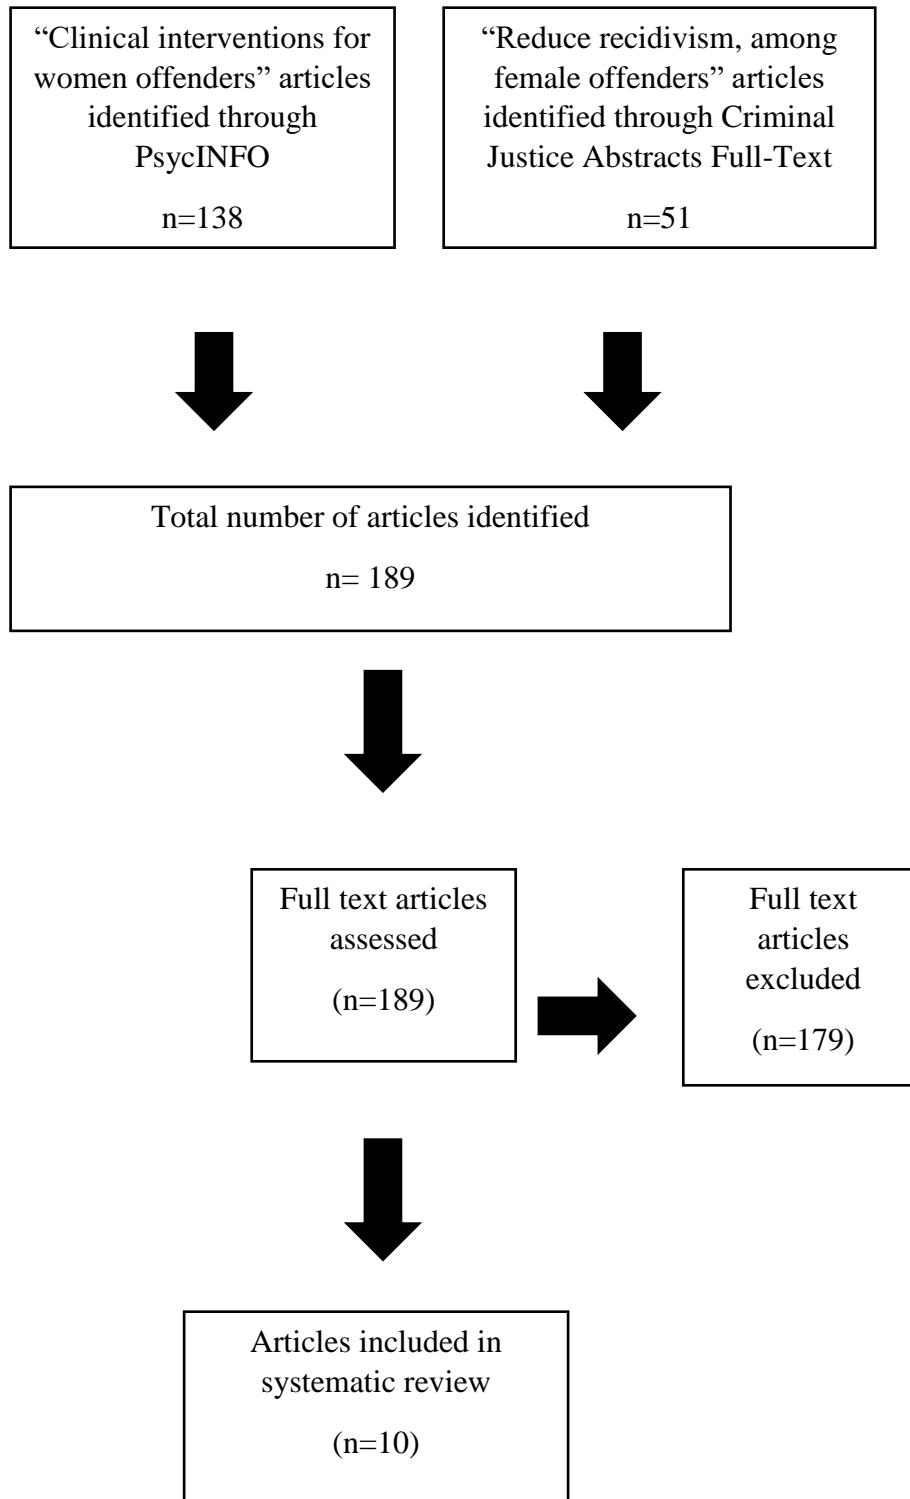 “Clinical interventions for
women offenders” articles
identified through
PsycINFO
n=138
“Reduce recidivism, among
female offenders” articles
identified through Criminal
Justice Abstracts Full-Text
n=51
Total number of articles identified
n= 189
Full text articles
assessed
(n=189)
Full text
articles
excluded
(n=179)
Articles included in
systematic review
(n=10)